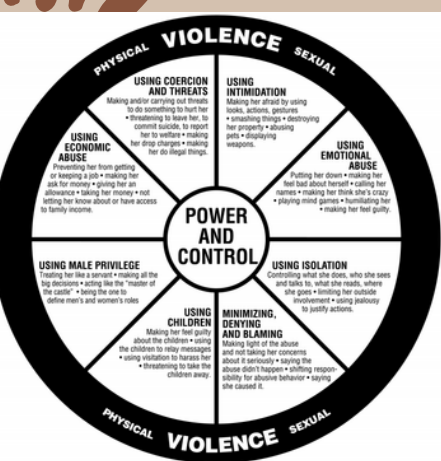 PHYSICAL VIOLENCE SEXUAL
USING COERCION
AND THREATS
Making and/or carrying out threats
to do something to hurt her
• threatening to leave her, to
commit suicide, to report
her to welfare • making
her drop charges • making
her do illegal things.
USING
INTIMIDATION
Making her afraid by using
looks, actions, gestures
• smashing things • destroying
her property • abusing
pets • displaying
weapons.
USING
EMOTIONAL
ABUSE
Putting her down • making her
feel bad about herself • calling her
names • making her think she's crazy
• playing mind games • humiliating her
• making her feel guilty.
USING ISOLATION
Controlling what she does, who she sees
and talks to, what she reads, where
she goes • limiting her outside
involvement • using jealousy
to justify actions.
MINIMIZING,
DENYING
AND BLAMING
Making light of the abuse
and not taking her concerns
about it seriously • saying the
abuse didn't happen • shifting respon-
sibility for abusive behavior • saying
she caused it.
USING
CHILDREN
Making her feel guilty
about the children • using
the children to relay messages
• using visitation to harass her
• threatening to take the
children away.
USING MALE PRIVILEGE
Treating her like a servant • making all the
big decisions • acting like the "master of
the castle" • being the one to
define men's and women's roles
USING
ECONOMIC
ABUSE
Preventing her from getting
or keeping a job • making her
ask for money • giving her an
allowance • taking her money • not
letting her know about or have access
to family income.
POWER
AND
CONTROL
PHYSICAL VIOLENCE SEXUAL